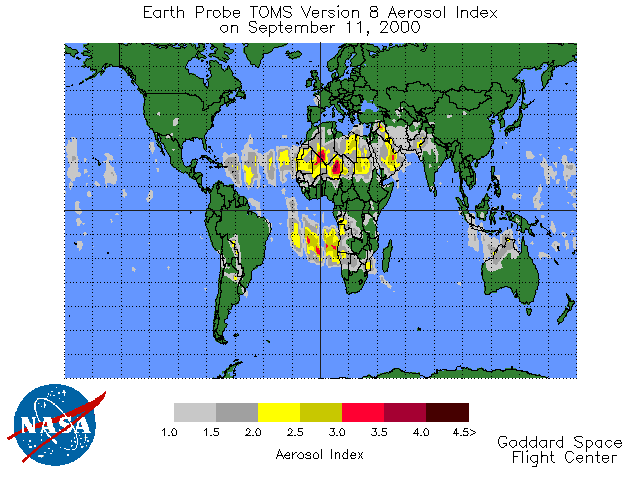 Earth Probe TOMS Version 8 Aerosol Index
on September 11, 2000
1.0 1.5 2.0 2.5 3.0 3.5 4.0 4.5>
Aerosol Index
NASA
Goddard Space
Flight Center